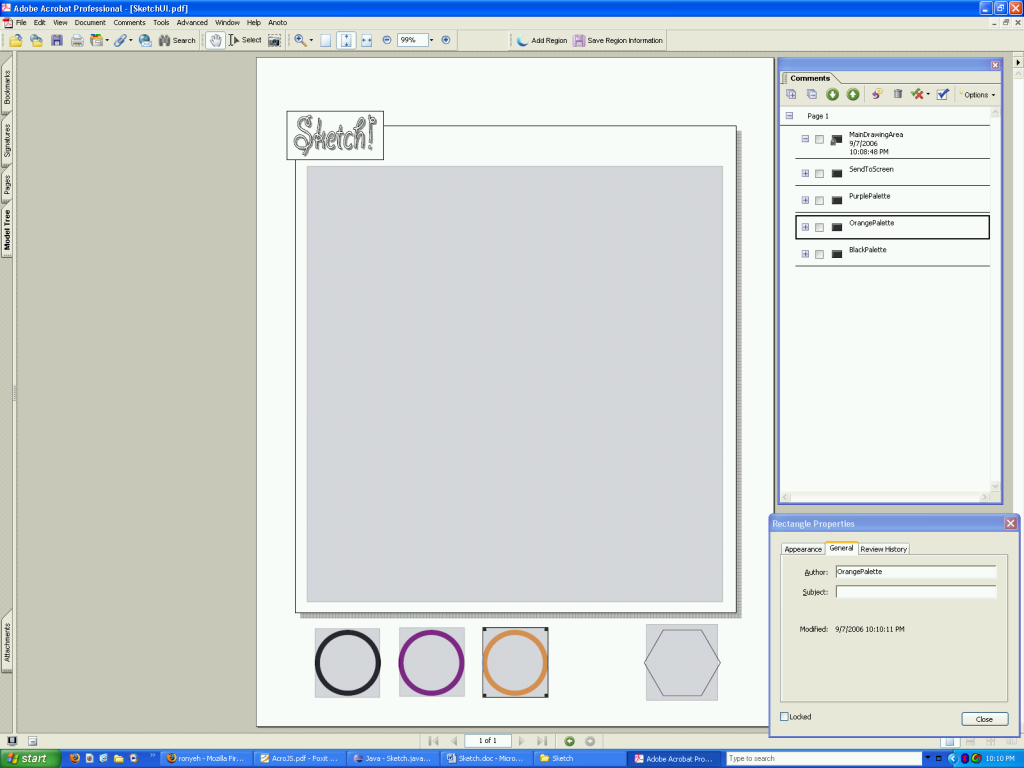 Adobe Acrobat Professional - [SketchUI.pdf]
File Edit View Document Comments Tools Advanced Window Help Anoto
Search Select 99% Add Region Save Region Information
Bookmarks
Signatures
Pages
Model Tree
Attachments
Sketch!
Comments
Options
Page 1
MainDrawingArea
9/7/2006
10:08:48 PM
SendToScreen
PurplePalette
OrangePalette
BlackPalette
Rectangle Properties
Appearance General Review History
Author: OrangePalette
Subject:
Modified: 9/7/2006 10:10:11 PM
Locked Close
1 of 1
start ronyeh - Mozilla Fir... AcroJS.pdf - Foxit ... Java - Sketch.java... Sketch.doc - Micro... Sketch Adobe Acrobat Pro... Type to search 10:10 PM